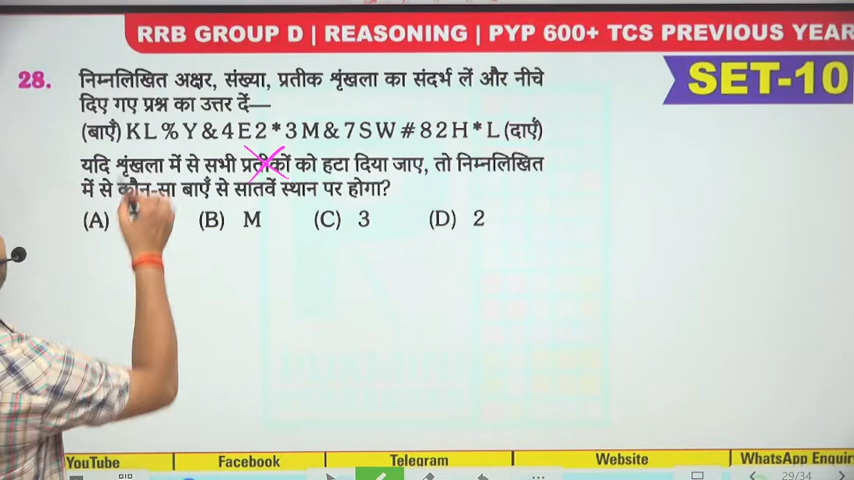 RRB GROUP D | REASONING | PYP 600+ TCS PREVIOUS YEAR
SET-10
28. निम्नलिखित अक्षर, संख्या, प्रतीक श्रृंखला का संदर्भ लें और नीचे
दिए गए प्रश्न का उत्तर दें—
(बाएँ) K L % Y & 4 E 2 * 3 M & 7 S W # 8 2 H * L (दाएँ)
यदि श्रृंखला में से सभी प्रतीकों को हटा दिया जाए, तो निम्नलिखित
में से कौन-सा बाएँ से सातवें स्थान पर होगा?
(A) (B) M (C) 3 (D) 2
YouTube Facebook Telegram Website WhatsApp Enquir
29/34